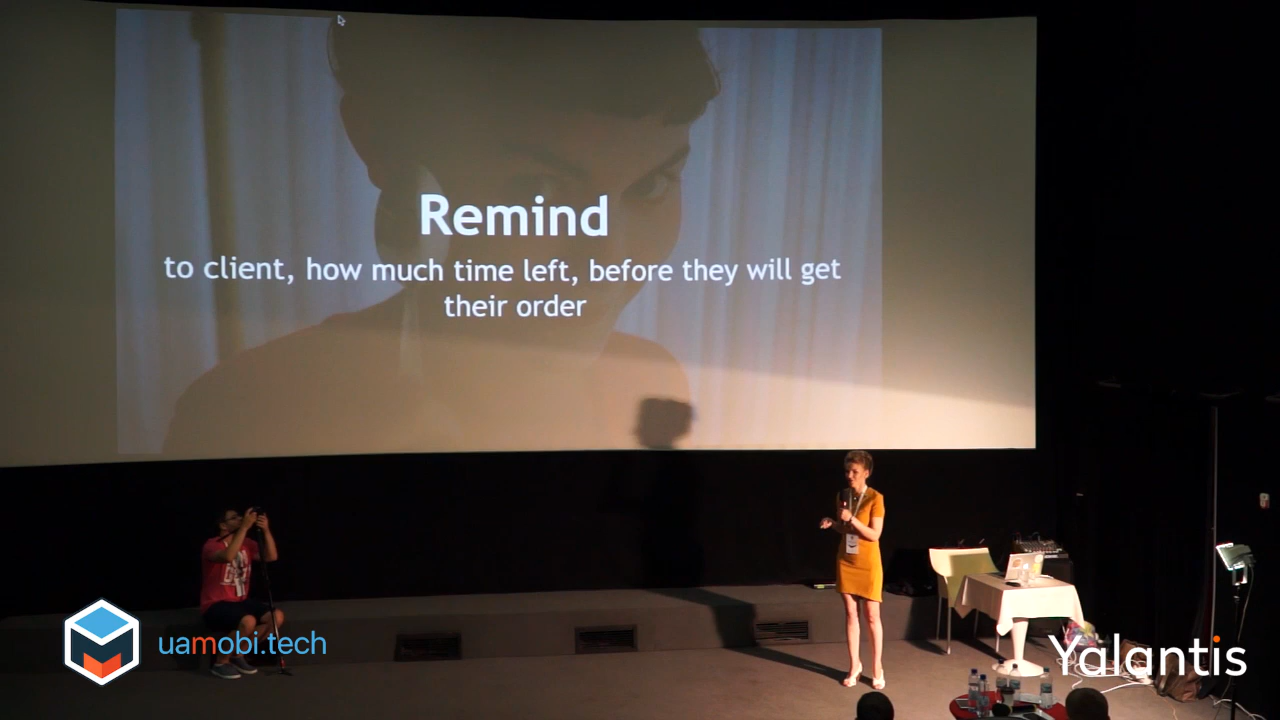 Remind
to client, how much time left, before they will get
their order
uamobi.tech
Yalantis